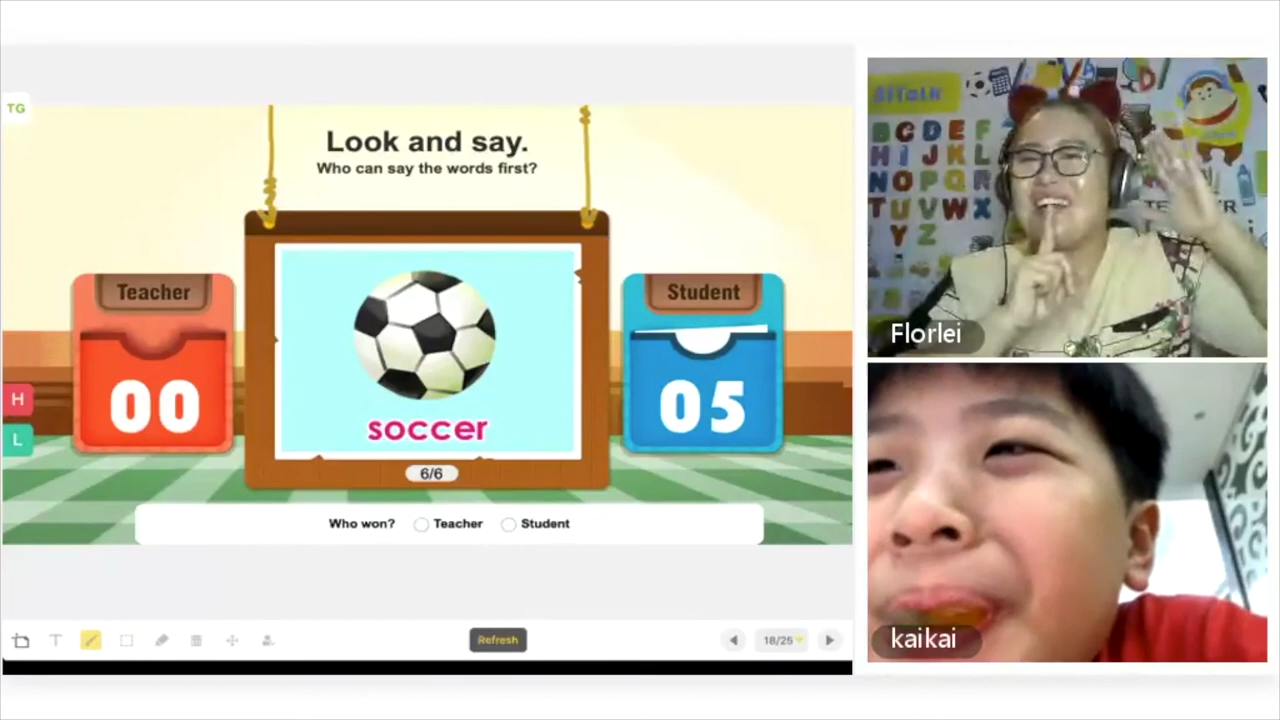 TG
Look and say.
Who can say the words first?
Teacher
00
soccer
6/6
Student
05
H
L
Who won? Teacher Student
T
Refresh
18/25
51Talk
B C D E F
H I J K L
N O P Q R
T U V W X
Y Z
Florlei
kaikai